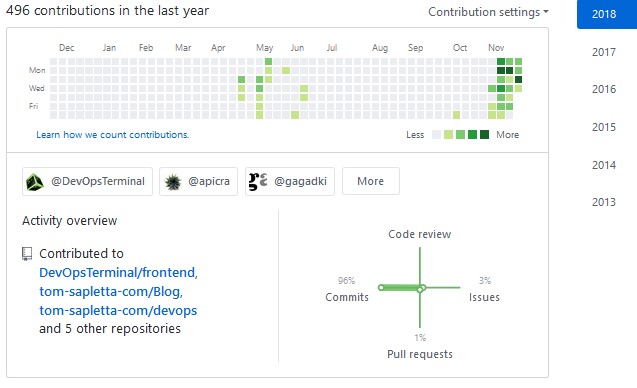 496 contributions in the last year
Contribution settings
Dec Jan Feb Mar Apr May Jun Jul Aug Sep Oct Nov
Mon
Wed
Fri
Learn how we count contributions.
Less More
@DevOpsTerminal @apicra @gagadki More
Activity overview
Contributed to
DevOpsTerminal/frontend,
tom-sapletta-com/Blog,
tom-sapletta-com/devops
and 5 other repositories
Code review
96%
Commits
3%
Issues
1%
Pull requests
2018
2017
2016
2015
2014
2013